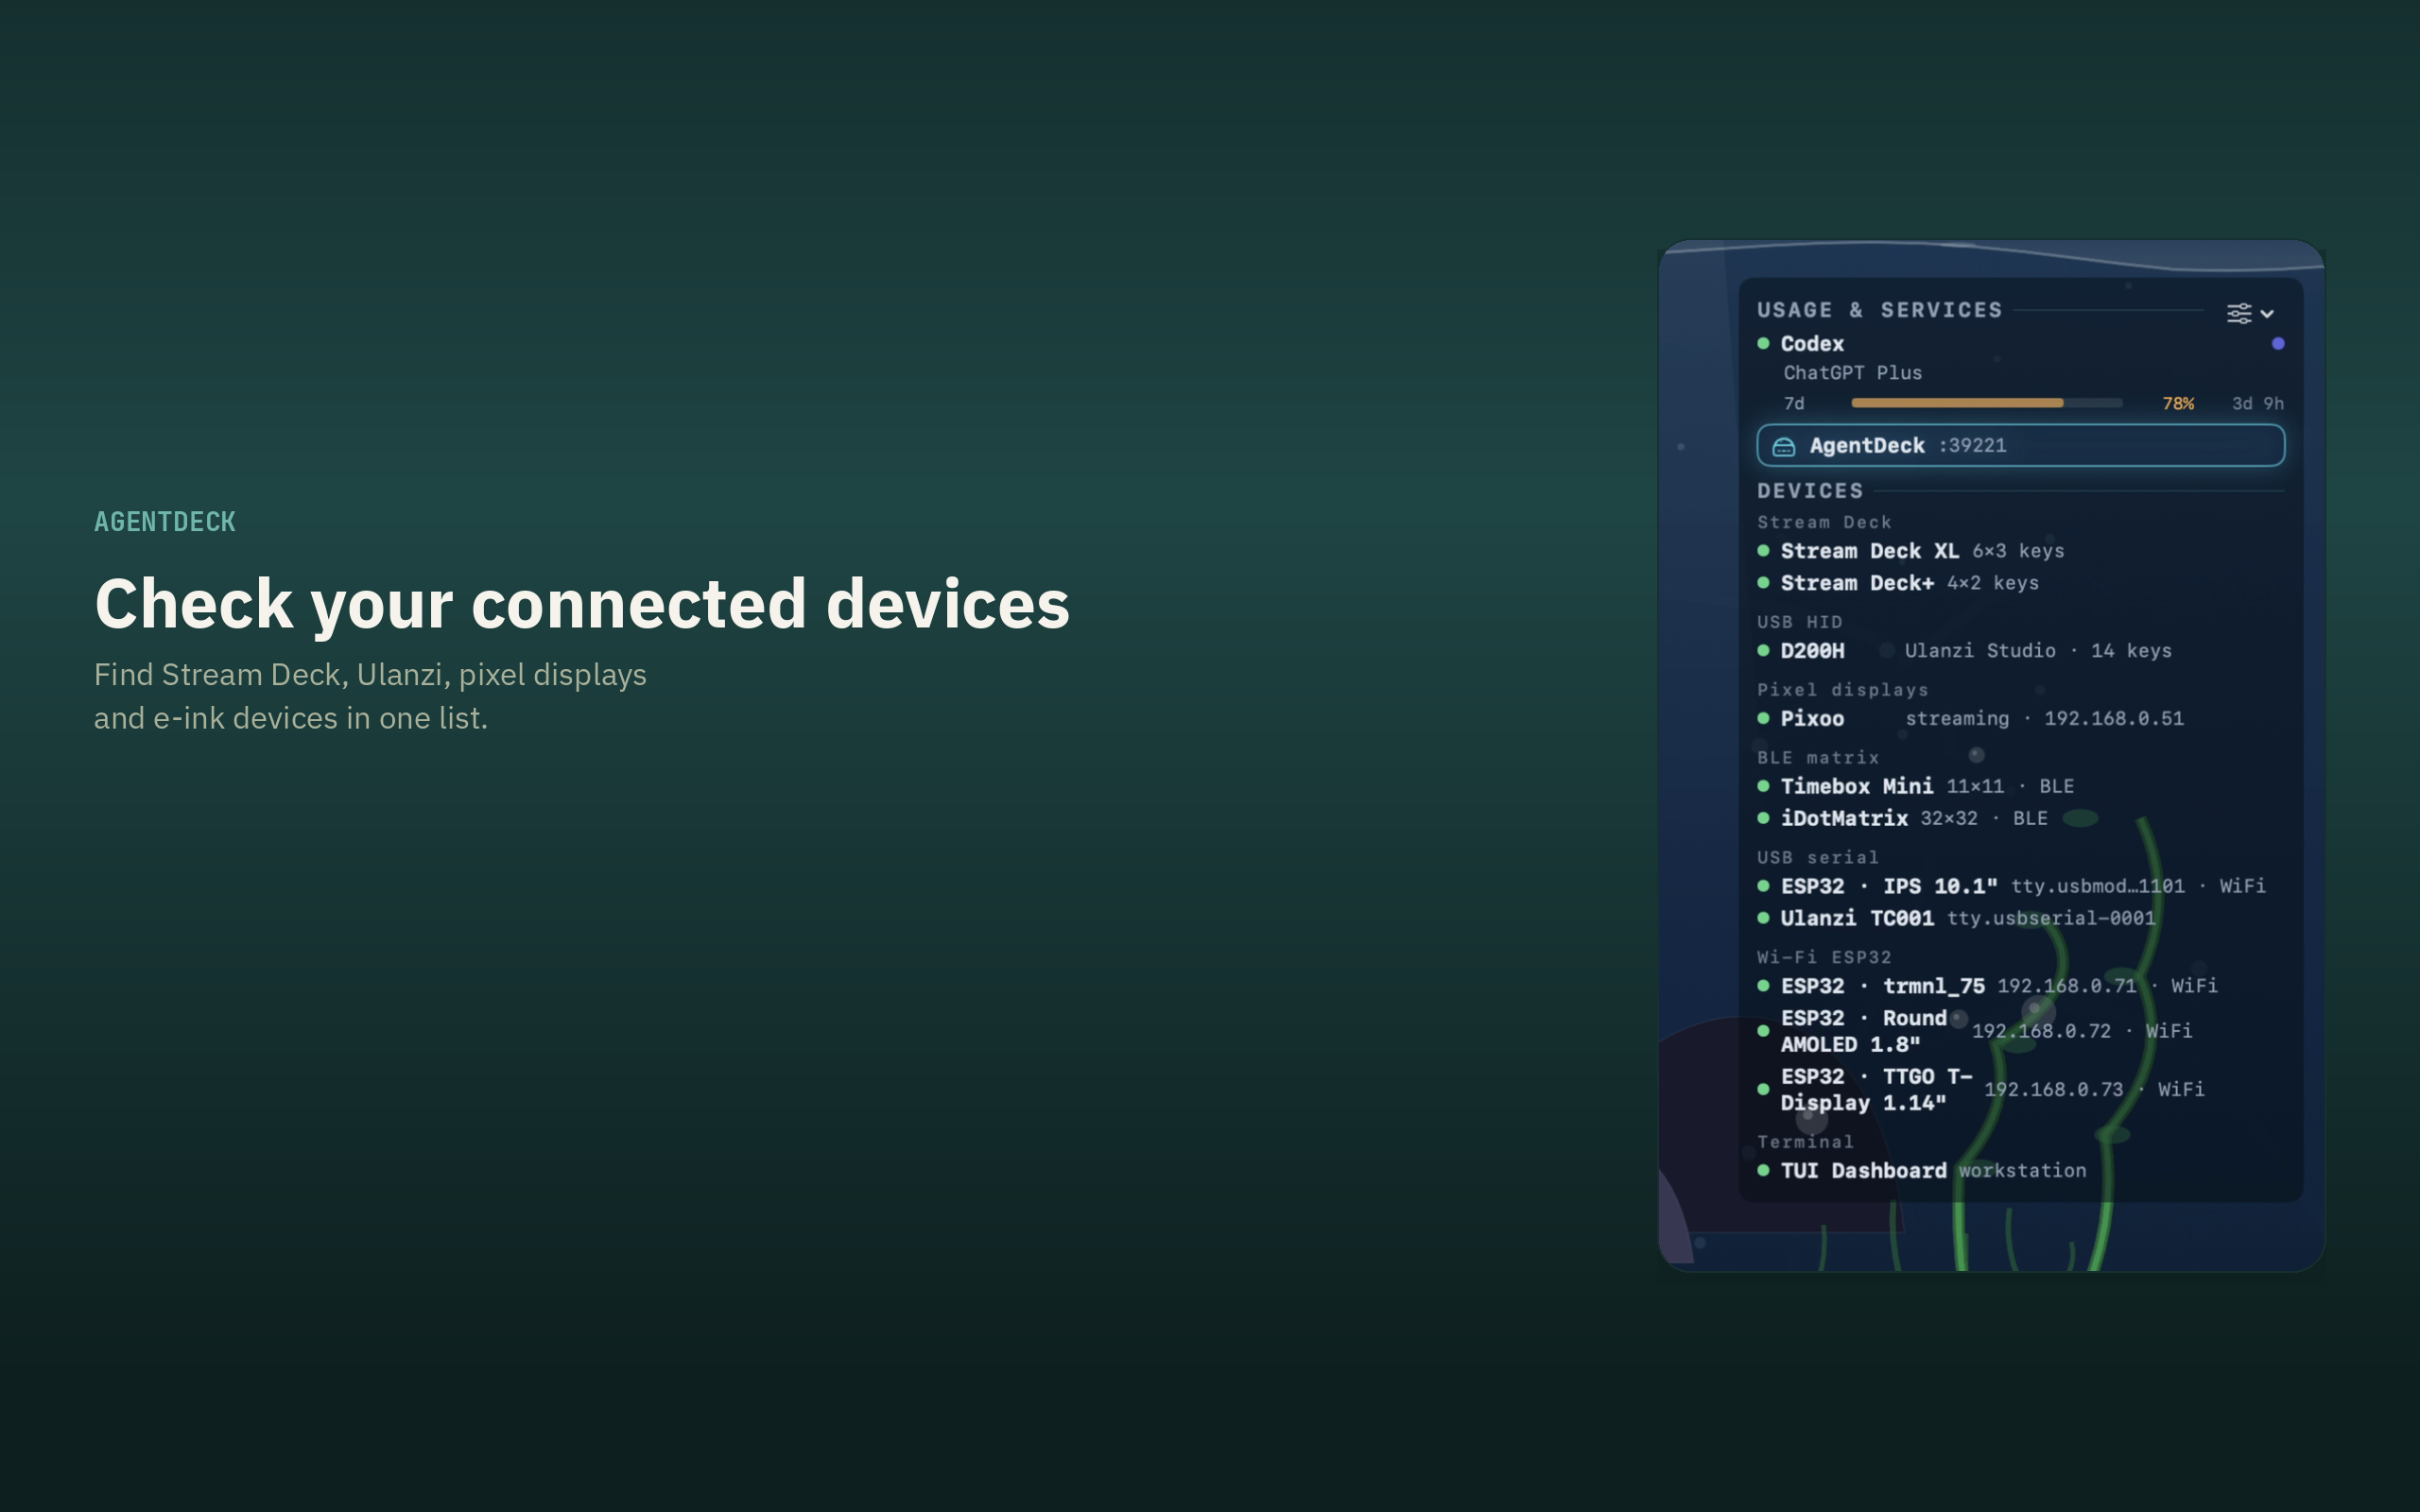 AGENTDECK
Check your connected devices
Find Stream Deck, Ulanzi, pixel displays
and e-ink devices in one list.
USAGE & SERVICES
Codex
ChatGPT Plus
7d 78% 3d 9h
AgentDeck :39221
DEVICES
Stream Deck
Stream Deck XL 6×3 keys
Stream Deck+ 4×2 keys
USB HID
D200H Ulanzi Studio · 14 keys
Pixel displays
Pixoo streaming · 192.168.0.51
BLE matrix
Timebox Mini 11×11 · BLE
iDotMatrix 32×32 · BLE
USB serial
ESP32 · IPS 10.1" tty.usbmod…1101 · WiFi
Ulanzi TC001 tty.usbserial-0001
Wi-Fi ESP32
ESP32 · trmnl_75 192.168.0.71 · WiFi
ESP32 · Round
AMOLED 1.8" 192.168.0.72 · WiFi
ESP32 · TTGO T-
Display 1.14" 192.168.0.73 · WiFi
Terminal
TUI Dashboard workstation